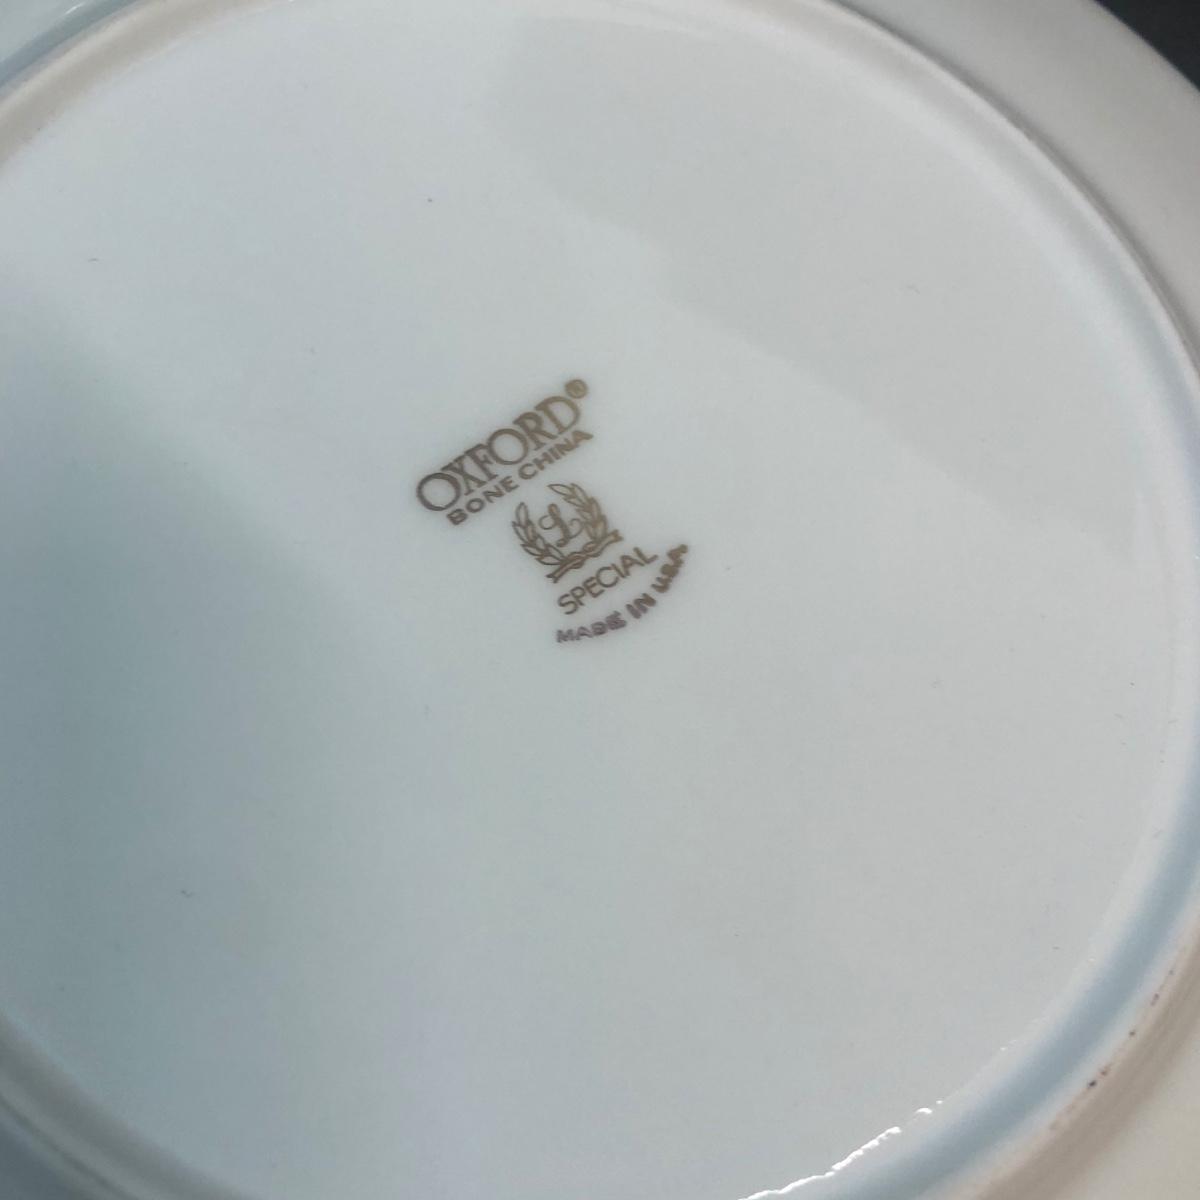 OXFORD®
BONE CHINA
L
SPECIAL
MADE IN U.S.A.